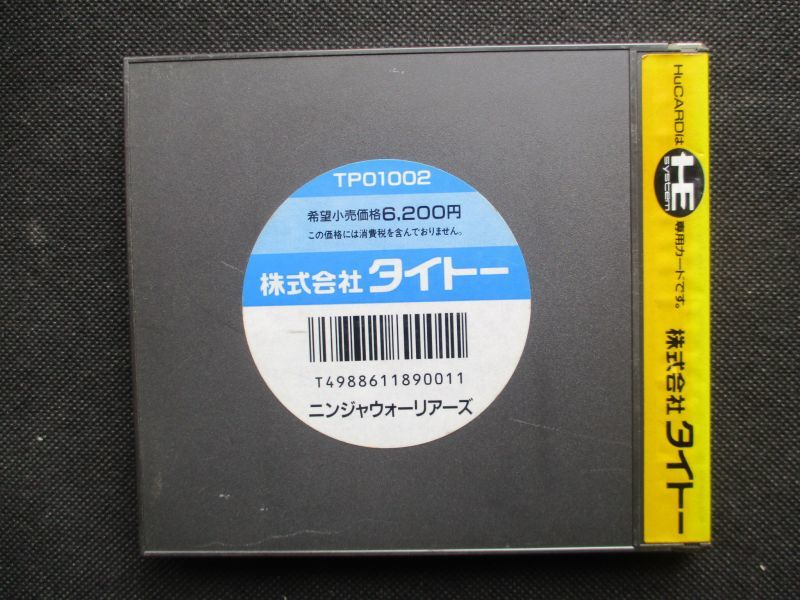 TP01002
希望小売価格6,200円
この価格には消費税を含んでおりません。
株式会社 タイトー
T4988611890011
ニンジャウォーリアーズ
HuCARDは HE system 専用カードです。
株式会社 タイトー